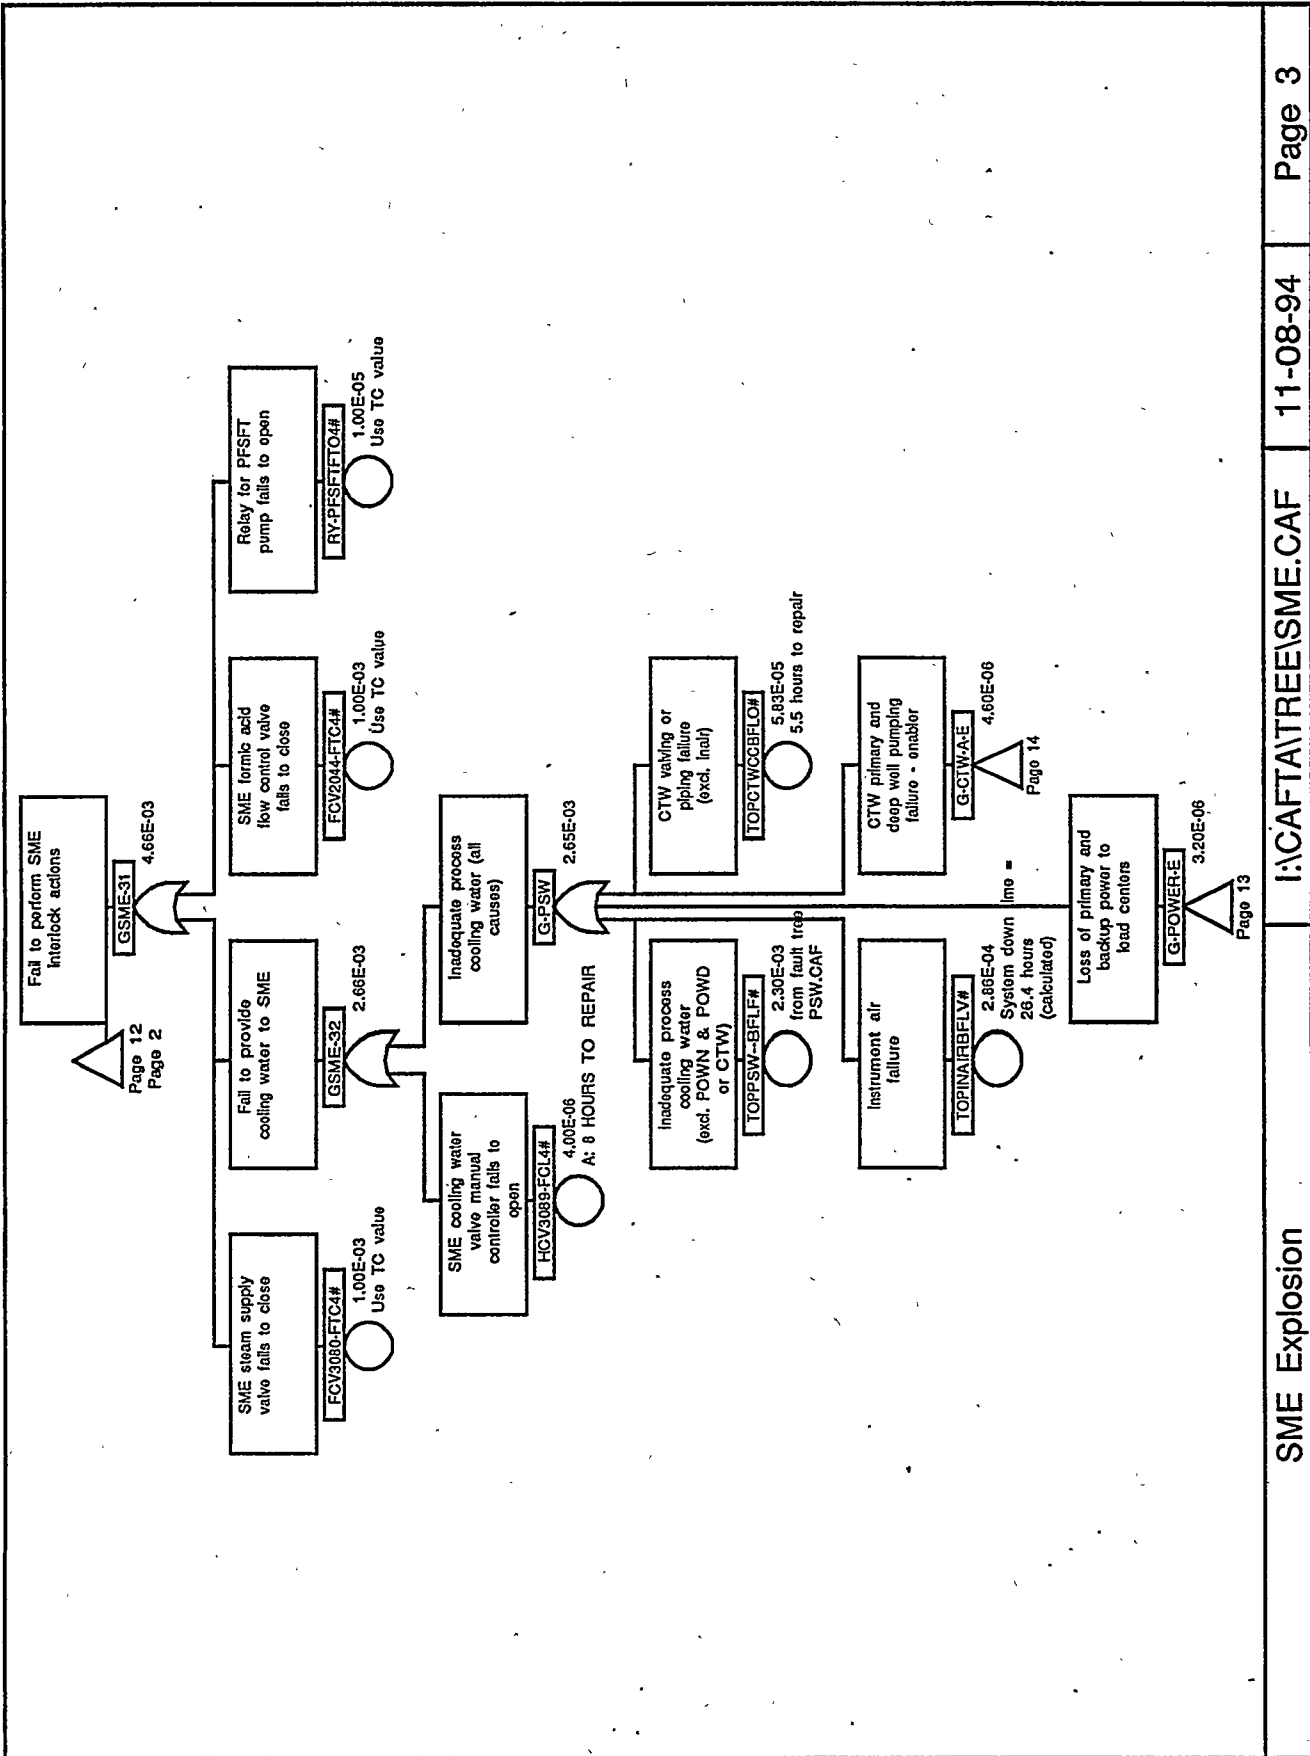 Fail to perform SME
Interlock actions
GSME-31
4.66E-03
Page 12
Page 2
SME steam supply
valve fails to close
FCV3080-FTC4#
1.00E-03
Use TC value
Fail to provide
cooling water to SME
GSME-32
2.66E-03
SME formic acid
flow control valve
fails to close
FCV2044-FTC4#
1.00E-03
Use TC value
Relay for PFSFT
pump fails to open
RY-PFSFTFTO4#
1.00E-05
Use TC value
SME cooling water
valve manual
controller fails to
open
HCV3089-FCL4#
4.00E-06
A: 8 HOURS TO REPAIR
Inadequate process
cooling water (all
causes)
G-PSW
2.65E-03
Inadequate process
cooling water
(excl. POWN & POWD
or CTW)
TOPPSW--BFLF#
2.30E-03
from fault tree
PSW.CAF
CTW valving or
piping failure
(excl. Inair)
TOPCTWCCBFLO#
5.83E-05
5.5 hours to repair
Instrument air
failure
TOPINAIRBFLV#
2.86E-04
System down ime =
26.4 hours
(calculated)
CTW primary and
deep well pumping
failure - enabler
G-CTW-A-E
4.60E-06
Page 14
Loss of primary and
backup power to
load centers
G-POWER-E
3.20E-06
Page 13
SME Explosion
I:\CAFTA\TREE\SME.CAF
11-08-94
Page 3